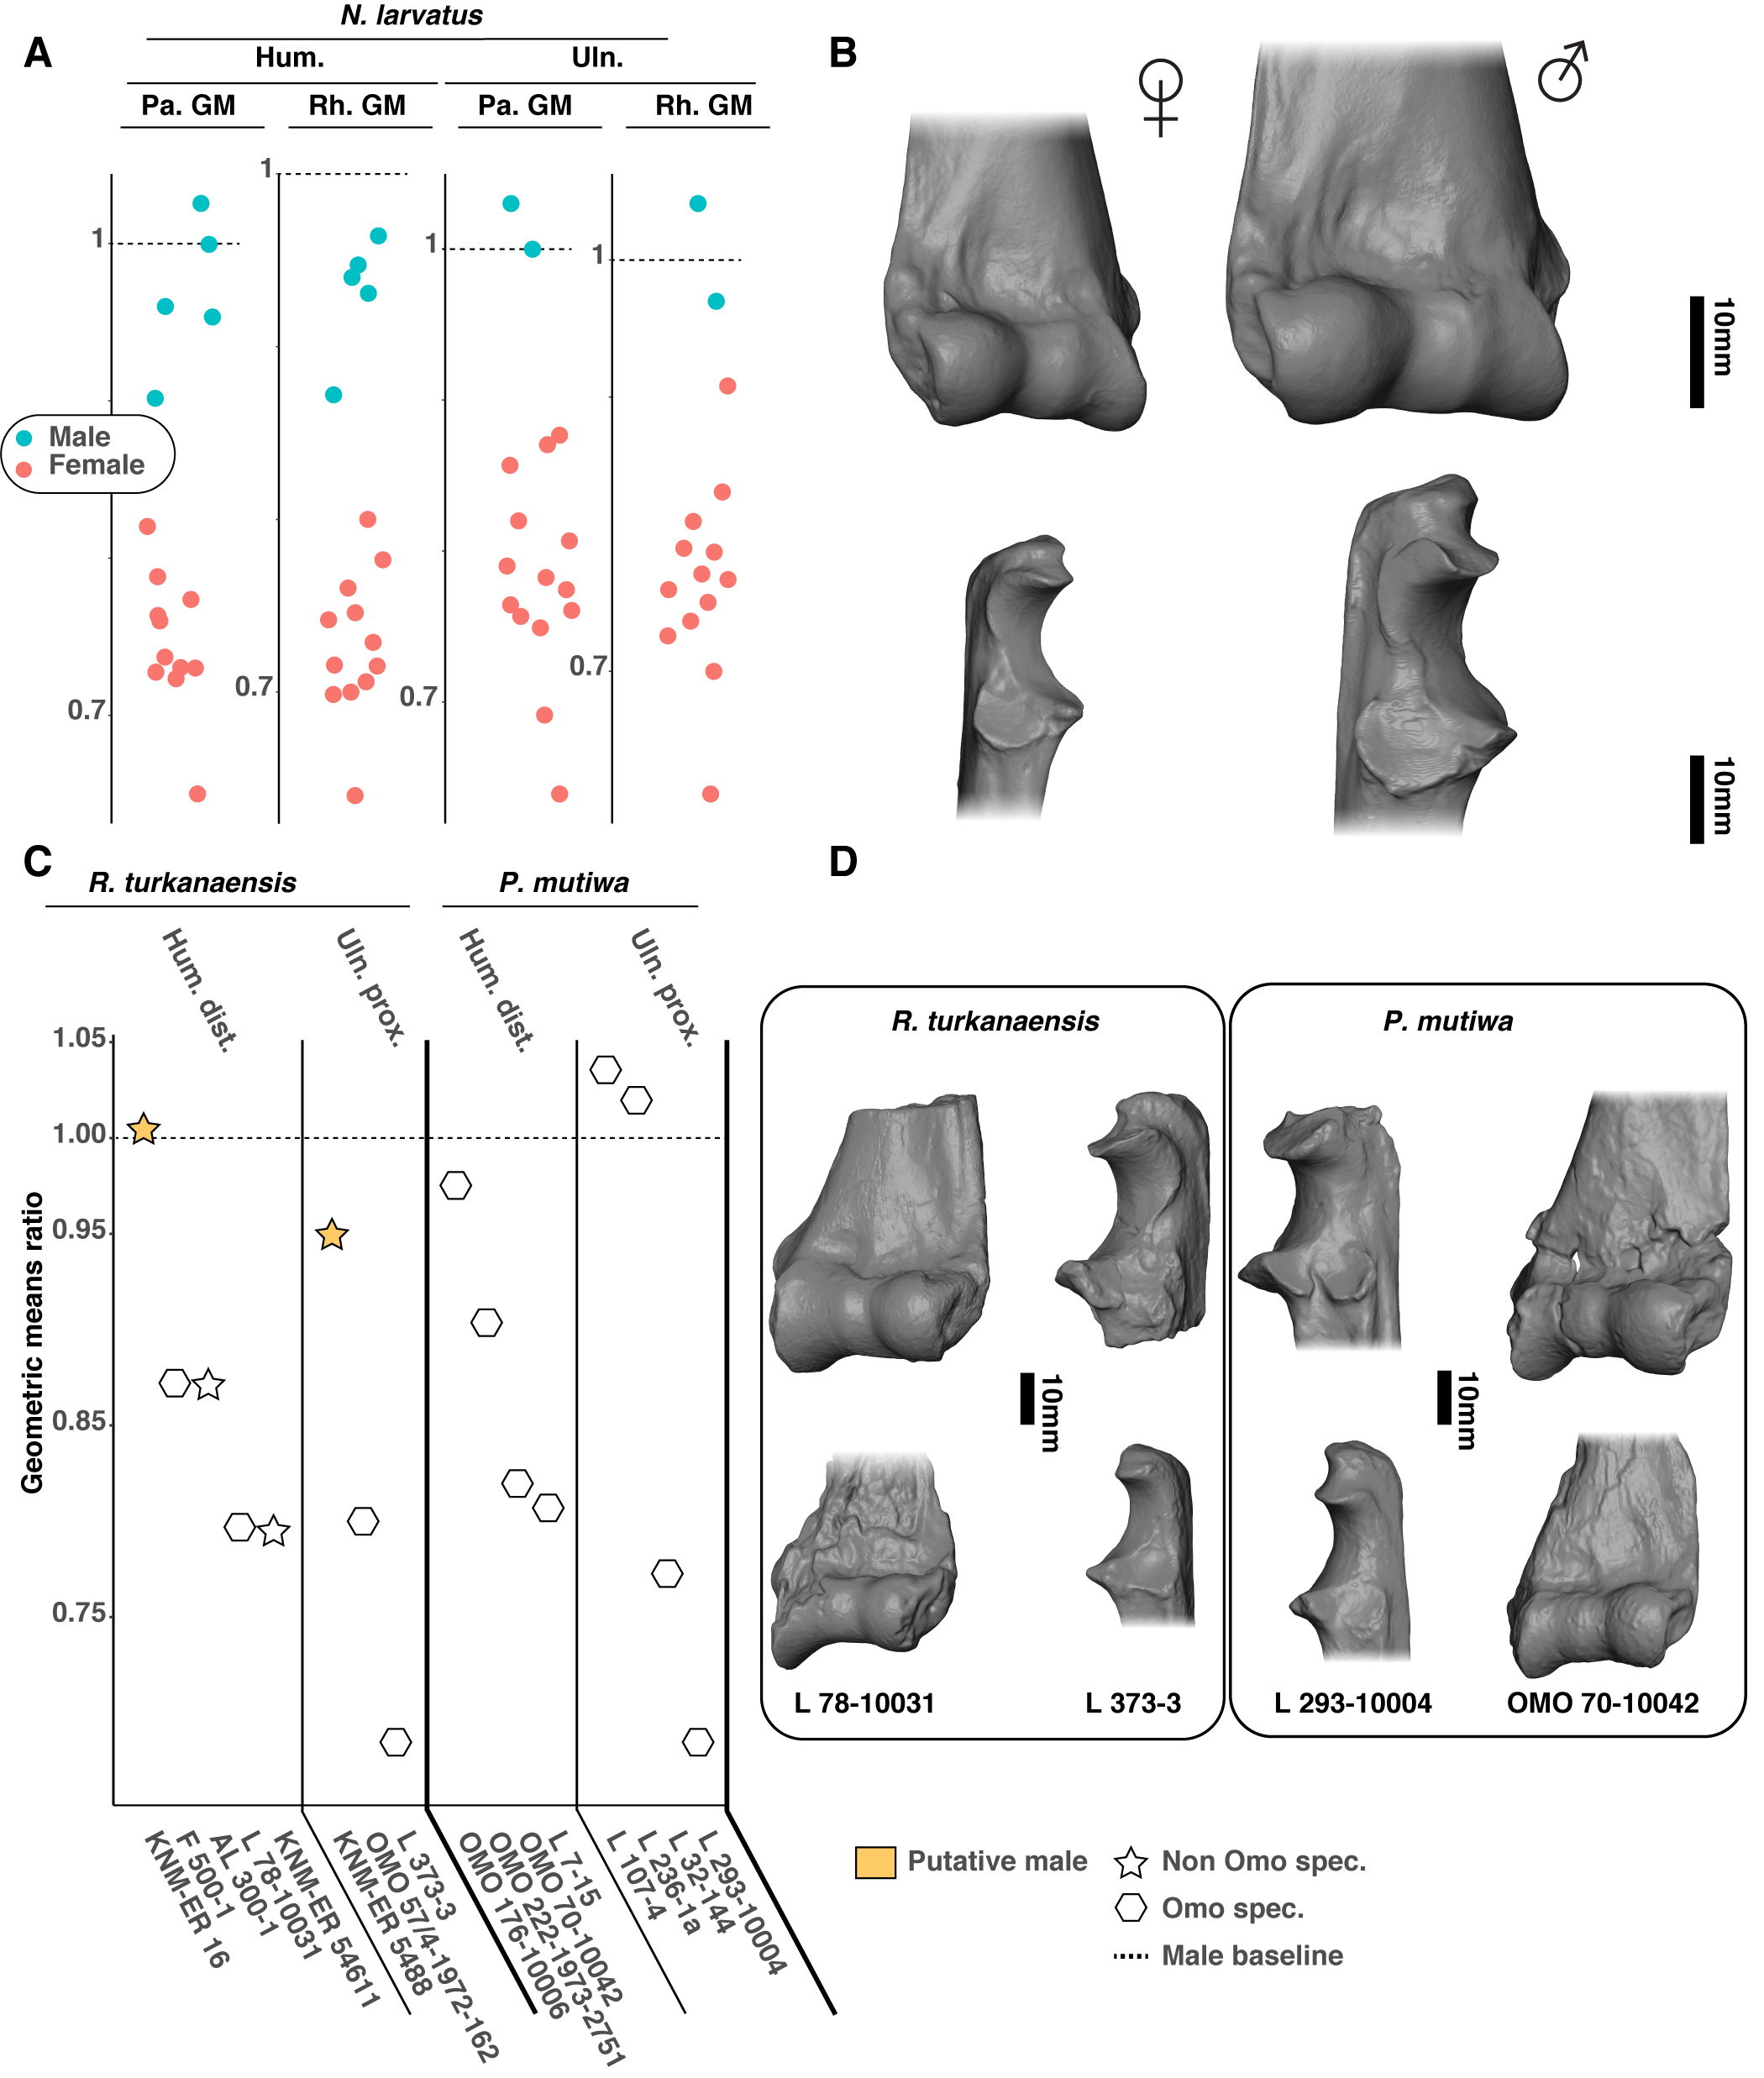 N. larvatus
A
Hum.
Uln.
Pa. GM
Rh. GM
Pa. GM
Rh. GM
1
1
1
1
Male
Female
0.7
0.7
0.7
0.7
B
♀
♂
10mm
10mm
C
R. turkanaensis
P. mutiwa
Hum. dist.
Uln. prox.
Hum. dist.
Uln. prox.
Geometric means ratio
1.05
1.00
0.95
0.85
0.75
KNM-ER 16
F 500-1
AL 300-1
L 78-10031
KNM-ER 54611
KNM-ER 5488
OMO 57/4-1972-162
L 373-3
OMO 176-10006
OMO 222-1973-2751
OMO 70-10042
L 7-15
L 107-4
L 236-1a
L 32-144
L 293-10004
D
R. turkanaensis
P. mutiwa
10mm
10mm
L 78-10031
L 373-3
L 293-10004
OMO 70-10042
Putative male
Non Omo spec.
Omo spec.
Male baseline